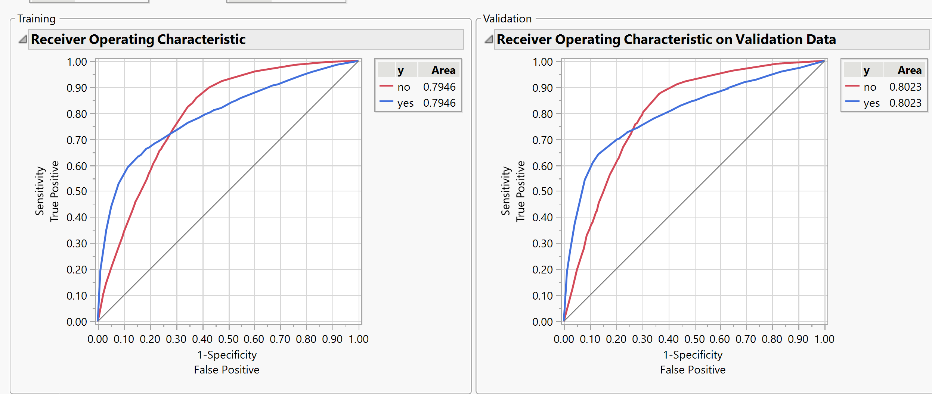 Training
Receiver Operating Characteristic
1.00
0.90
0.80
0.70
0.60
0.50
0.40
0.30
0.20
0.10
0.00
Sensitivity
True Positive
0.00 0.10 0.20 0.30 0.40 0.50 0.60 0.70 0.80 0.90 1.00
1-Specificity
False Positive
y Area
no 0.7946
yes 0.7946
Validation
Receiver Operating Characteristic on Validation Data
1.00
0.90
0.80
0.70
0.60
0.50
0.40
0.30
0.20
0.10
0.00
Sensitivity
True Positive
0.00 0.10 0.20 0.30 0.40 0.50 0.60 0.70 0.80 0.90 1.00
1-Specificity
False Positive
y Area
no 0.8023
yes 0.8023